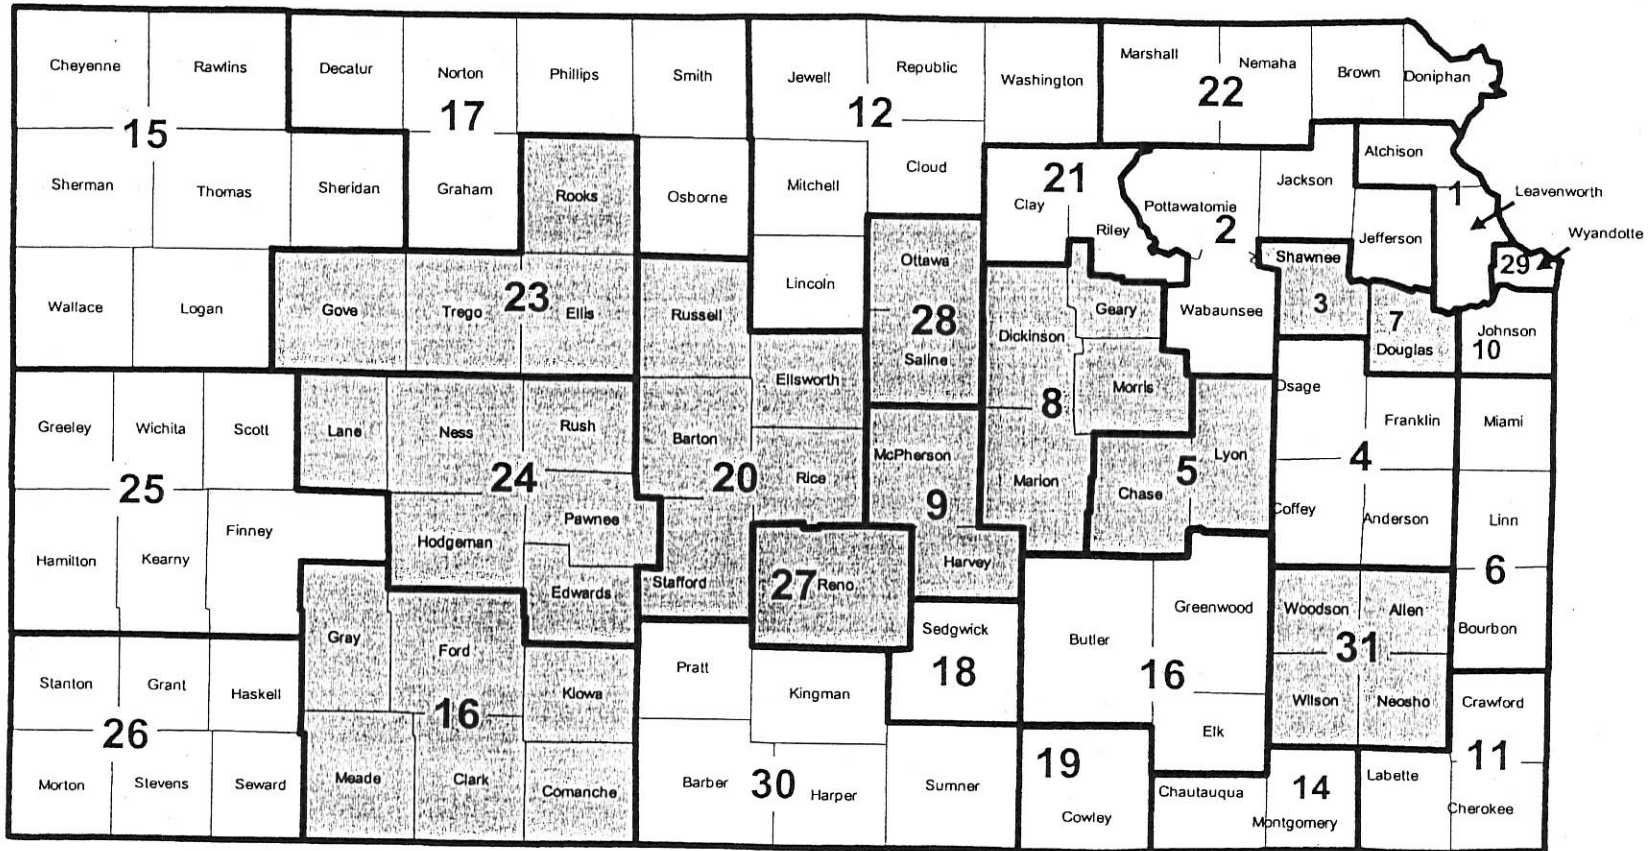 Cheyenne
Rawlins
Decatur
Norton
Phillips
Smith
Jewell
Republic
Washington
Marshall
Nemaha
Brown
Doniphan
15
17
12
22
Sherman
Thomas
Sheridan
Graham
Rooks
Osborne
Mitchell
Cloud
21
Clay
Riley
Pottawatomie
2
Jackson
Atchison
1
Leavenworth
Jefferson
Wyandotte
29
Wallace
Logan
Gove
Trego
23
Ellis
Russell
Lincoln
Ottawa
28
Saline
Dickinson
Geary
Wabaunsee
Shawnee
3
7
Douglas
Johnson
10
Greeley
Wichita
Scott
Lane
Ness
Rush
Barton
Ellsworth
Rice
McPherson
8
Morris
Marion
Chase
5
Lyon
Osage
Franklin
Miami
25
24
20
9
4
Hamilton
Kearny
Finney
Hodgeman
Pawnee
Edwards
Stafford
27
Reno
Harvey
Coffey
Anderson
Linn
6
Gray
Ford
Kiowa
Pratt
Kingman
Sedgwick
18
Butler
Greenwood
16
Elk
Woodson
Allen
31
Wilson
Neosho
Bourbon
Stanton
Grant
Haskell
26
16
Crawford
11
Morton
Stevens
Seward
Meade
Clark
Comanche
Barber
30
Harper
Sumner
19
Cowley
Chautauqua
14
Montgomery
Labette
Cherokee